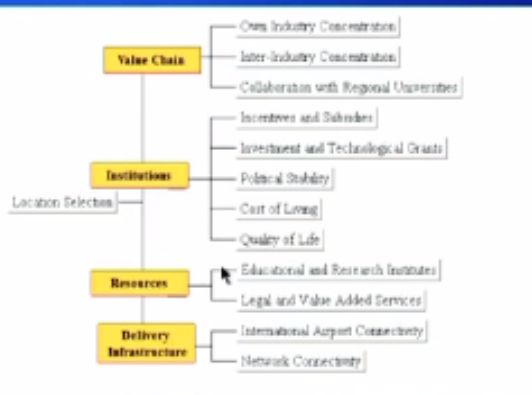 Own Industry Concentration
Value Chain
Inter-Industry Concentration
Collaboration with Regional Universities
Incentives and Subsidies
Investment and Technological Grants
Institutions
Political Stability
Location Selection
Cost of Living
Quality of Life
Educational and Research Institutes
Resources
Legal and Value Added Services
Delivery
Infrastructure
International Airport Connectivity
Network Connectivity